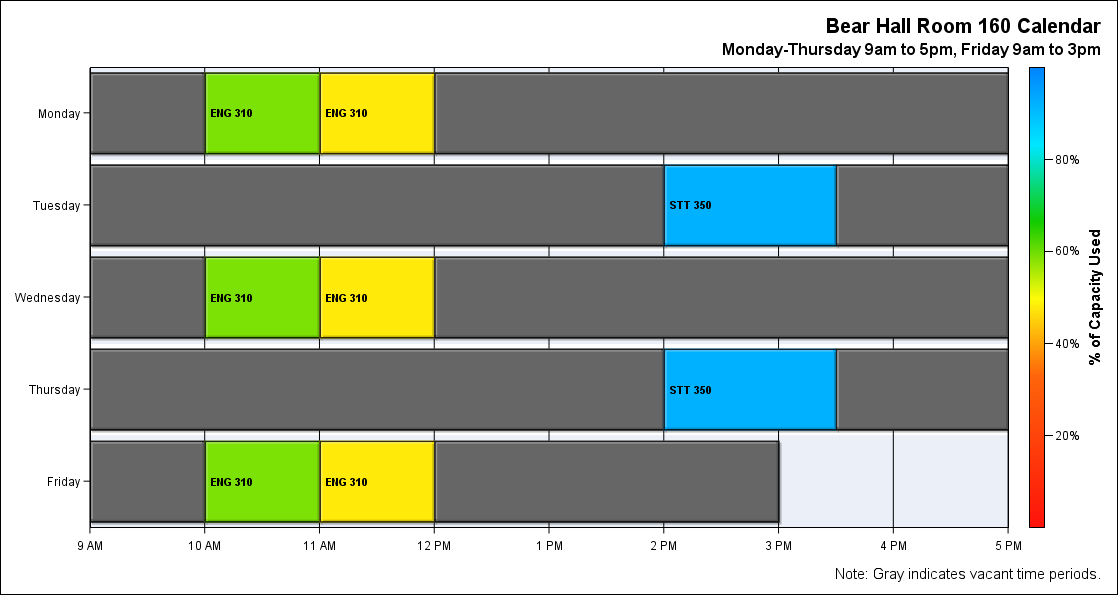 Bear Hall Room 160 Calendar
Monday-Thursday 9am to 5pm, Friday 9am to 3pm
Monday
ENG 310
ENG 310
Tuesday
STT 350
Wednesday
ENG 310
ENG 310
Thursday
STT 350
Friday
ENG 310
ENG 310
9 AM
10 AM
11 AM
12 PM
1 PM
2 PM
3 PM
4 PM
5 PM
80%
60%
40%
20%
% of Capacity Used
Note: Gray indicates vacant time periods.